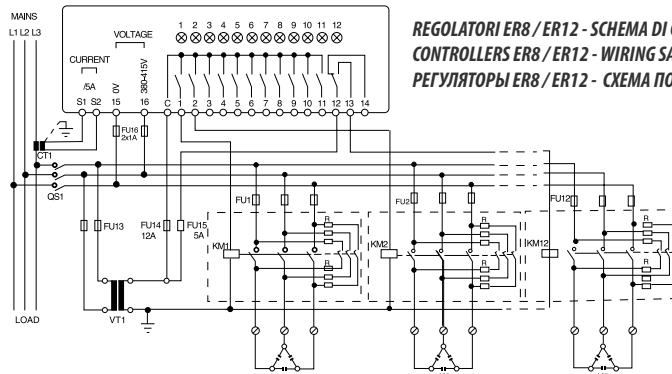 MAINS
L1 L2 L3
VOLTAGE
1 2 3 4 5 6 7 8 9 10 11 12
CURRENT
/5A
0V
380-415V
S1 S2 15 16 C 1 2 3 4 5 6 7 8 9 10 11 12 13 14
REGOLATORI ER8 / ER12 - SCHEMA DI
CONTROLLERS ER8 / ER12 - WIRING SA
РЕГУЛЯТОРЫ ER8 / ER12 - СХЕМА ПО
FU16
2x1A
CT1
QS1
FU1
FU2
FU12
FU13
FU14
12A
FU15
5A
KM1
R
R
KM2
R
R
KM12
R
R
LOAD
VT1